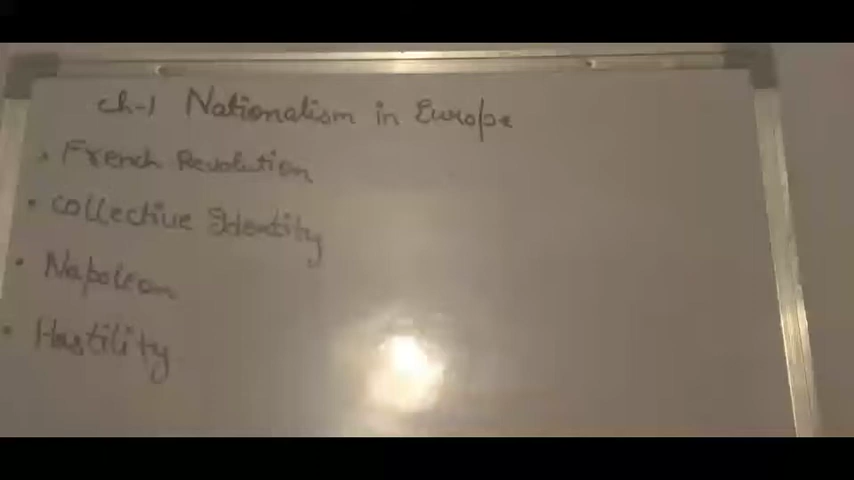 Ch-1 Nationalism in Europe
• French Revolution
• Collective Identity
• Napoleon
• Hostility